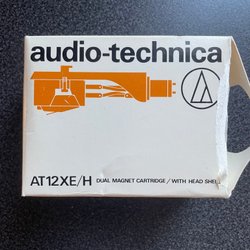 audio-technica
AT12XE/H DUAL MAGNET CARTRIDGE / WITH HEAD SHELL